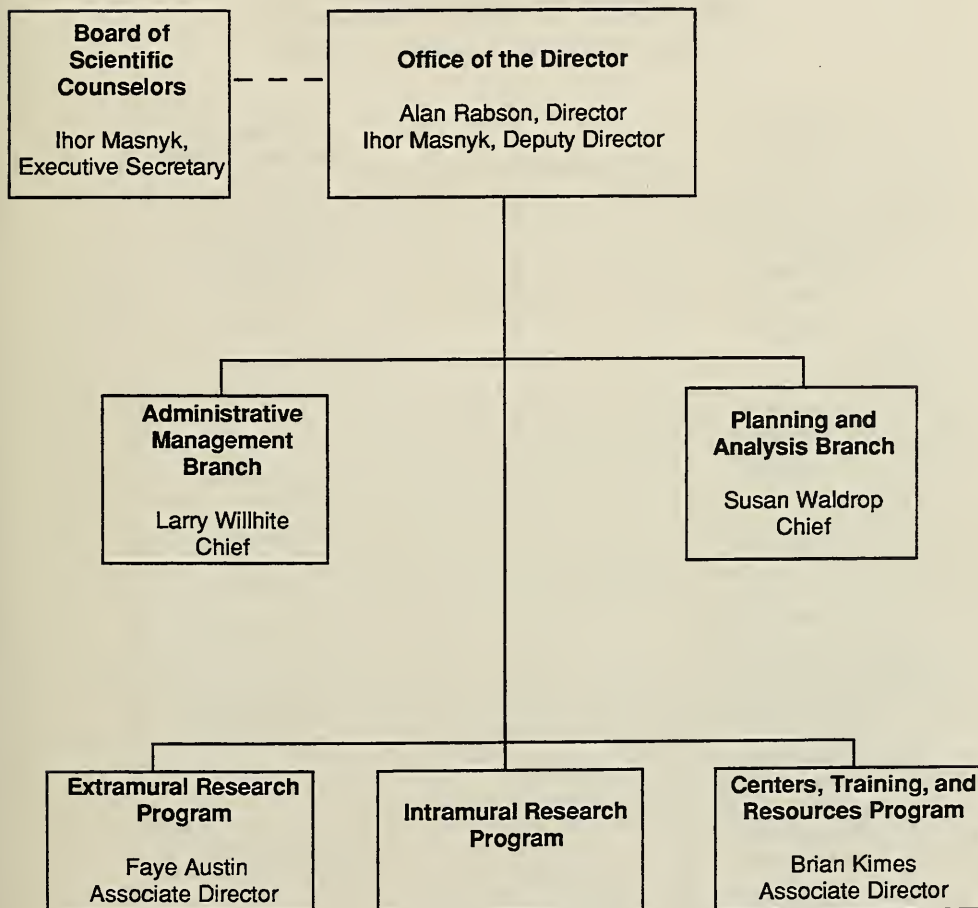 Board of
Scientific
Counselors
Ihor Masnyk,
Executive Secretary
Office of the Director
Alan Rabson, Director
Ihor Masnyk, Deputy Director
Administrative
Management
Branch
Larry Willhite
Chief
Planning and
Analysis Branch
Susan Waldrop
Chief
Extramural Research
Program
Faye Austin
Associate Director
Intramural Research
Program
Centers, Training, and
Resources Program
Brian Kimes
Associate Director